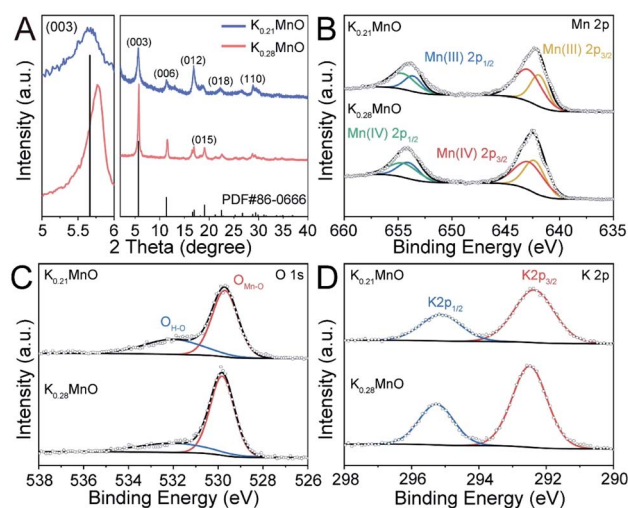 A
(003)
(003)
K₀.₂₁MnO
K₀.₂₈MnO
(012)
(006)
(018)
(110)
(015)
PDF#86-0666
Intensity (a.u.)
5 5.5 6 5 10 15 20 25 30 35 40
2 Theta (degree)
B
K₀.₂₁MnO
Mn 2p
Mn(III) 2p₁/₂
Mn(III) 2p₃/₂
K₀.₂₈MnO
Mn(IV) 2p₁/₂
Mn(IV) 2p₃/₂
Intensity (a.u.)
660 655 650 645 640 635
Binding Energy (eV)
C
K₀.₂₁MnO
O 1s
O_Mn-O
O_H-O
K₀.₂₈MnO
Intensity (a.u.)
538 536 534 532 530 528 526
Binding Energy (eV)
D
K₀.₂₁MnO
K 2p
K2p₃/₂
K2p₁/₂
K₀.₂₈MnO
Intensity (a.u.)
298 296 294 292 290
Binding Energy (eV)